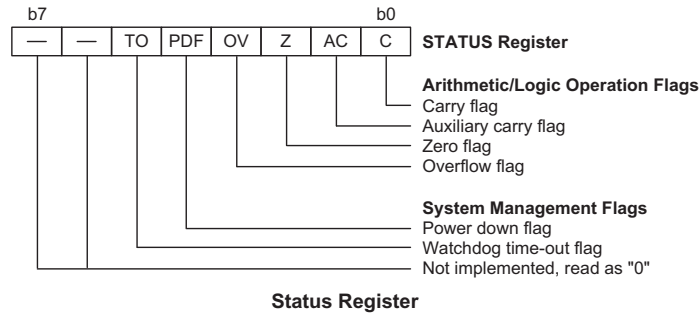 b7 b0
— — TO PDF OV Z AC C STATUS Register
Arithmetic/Logic Operation Flags
Carry flag
Auxiliary carry flag
Zero flag
Overflow flag
System Management Flags
Power down flag
Watchdog time-out flag
Not implemented, read as "0"
Status Register